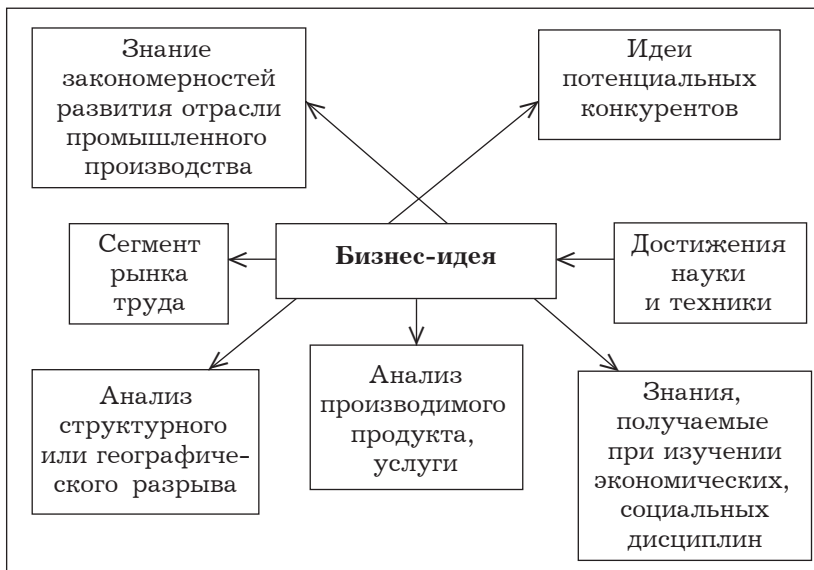 Знание
закономерностей
развития отрасли
промышленного
производства
Идеи
потенциальных
конкурентов
Сегмент
рынка
труда
Бизнес-идея
Достижения
науки
и техники
Анализ
структурного
или географиче-
ского разрыва
Анализ
производимого
продукта,
услуги
Знания,
получаемые
при изучении
экономических,
социальных
дисциплин